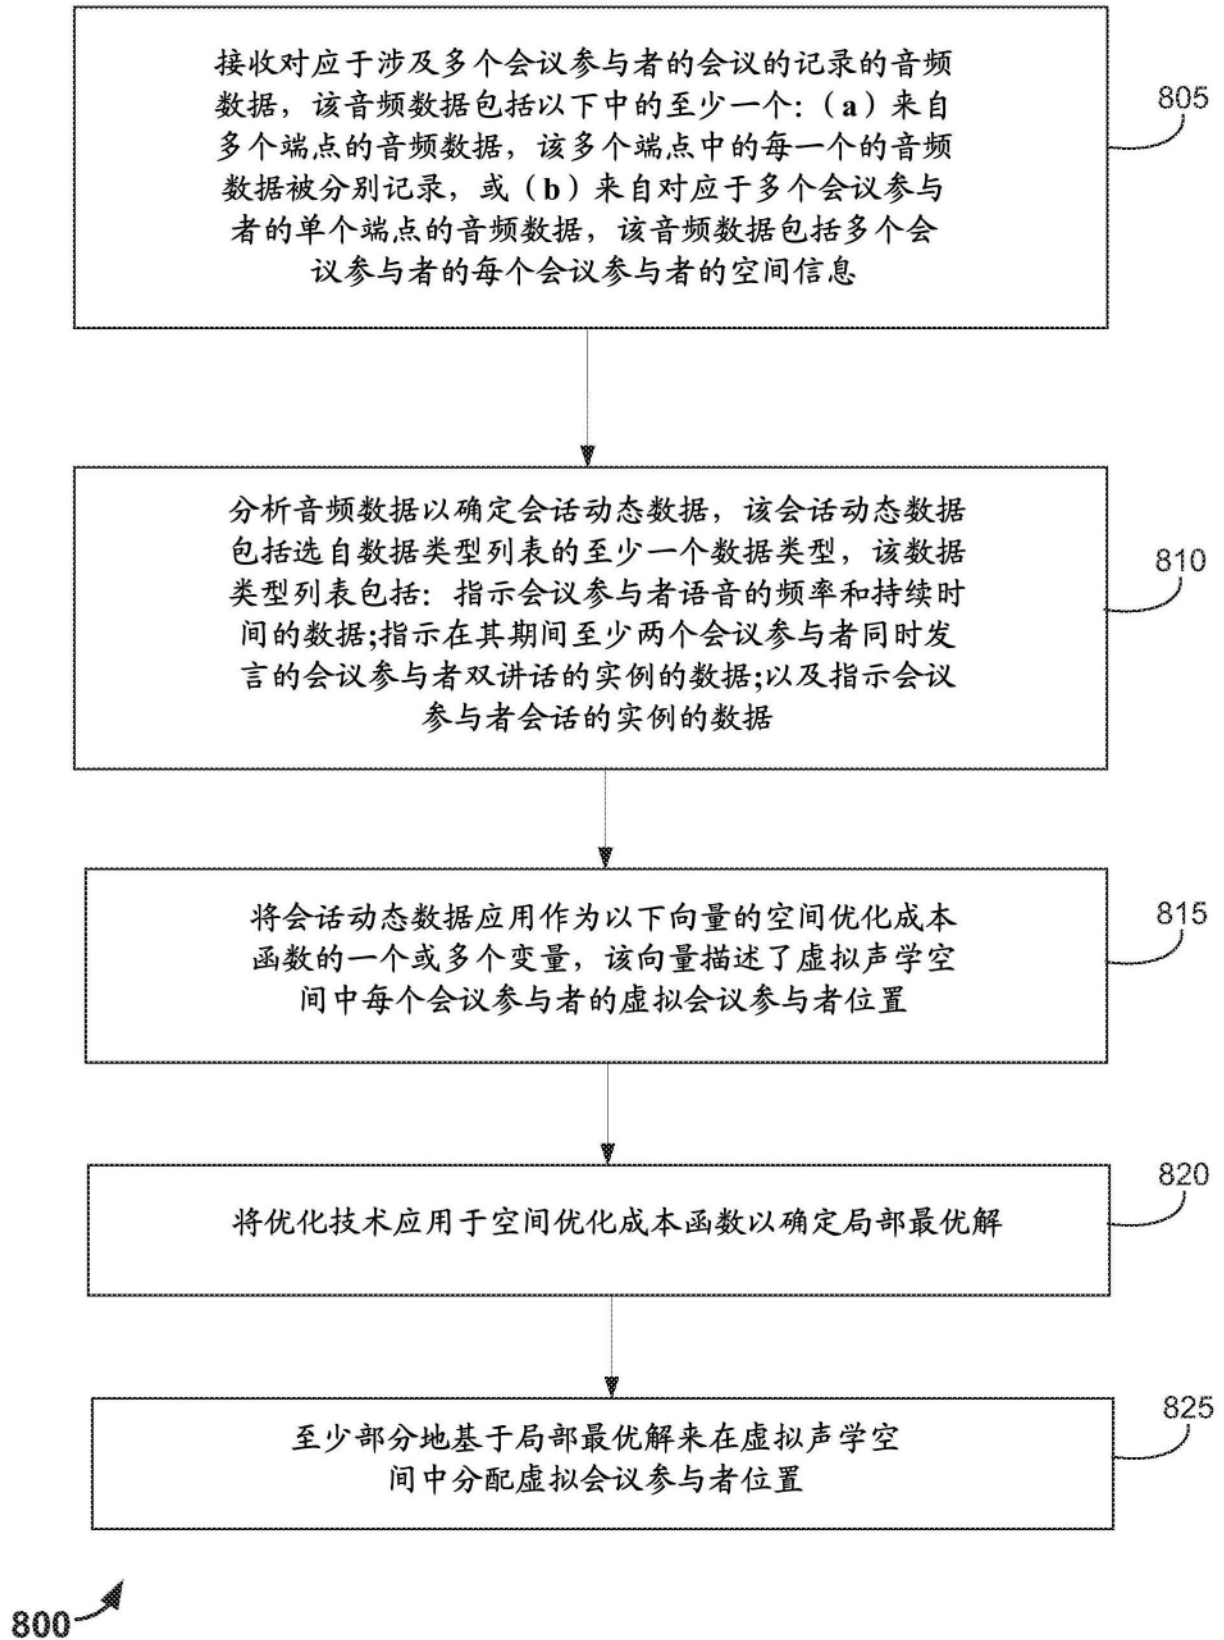 接收对应于涉及多个会议参与者的会议的记录的音频
数据，该音频数据包括以下中的至少一个：（a）来自
多个端点的音频数据，该多个端点中的每一个的音频
数据被分别记录，或（b）来自对应于多个会议参与
者的单个端点的音频数据，该音频数据包括多个会
议参与者的每个会议参与者的空间信息
805
分析音频数据以确定会话动态数据，该会话动态数据
包括选自数据类型列表的至少一个数据类型，该数据
类型列表包括：指示会议参与者语音的频率和持续时
间的数据;指示在其期间至少两个会议参与者同时发
言的会议参与者双讲话的实例的数据;以及指示会议
参与者会话的实例的数据
810
将会话动态数据应用作为以下向量的空间优化成本
函数的一个或多个变量，该向量描述了虚拟声学空
间中每个会议参与者的虚拟会议参与者位置
815
将优化技术应用于空间优化成本函数以确定局部最优解
820
至少部分地基于局部最优解来在虚拟声学空
间中分配虚拟会议参与者位置
825
800